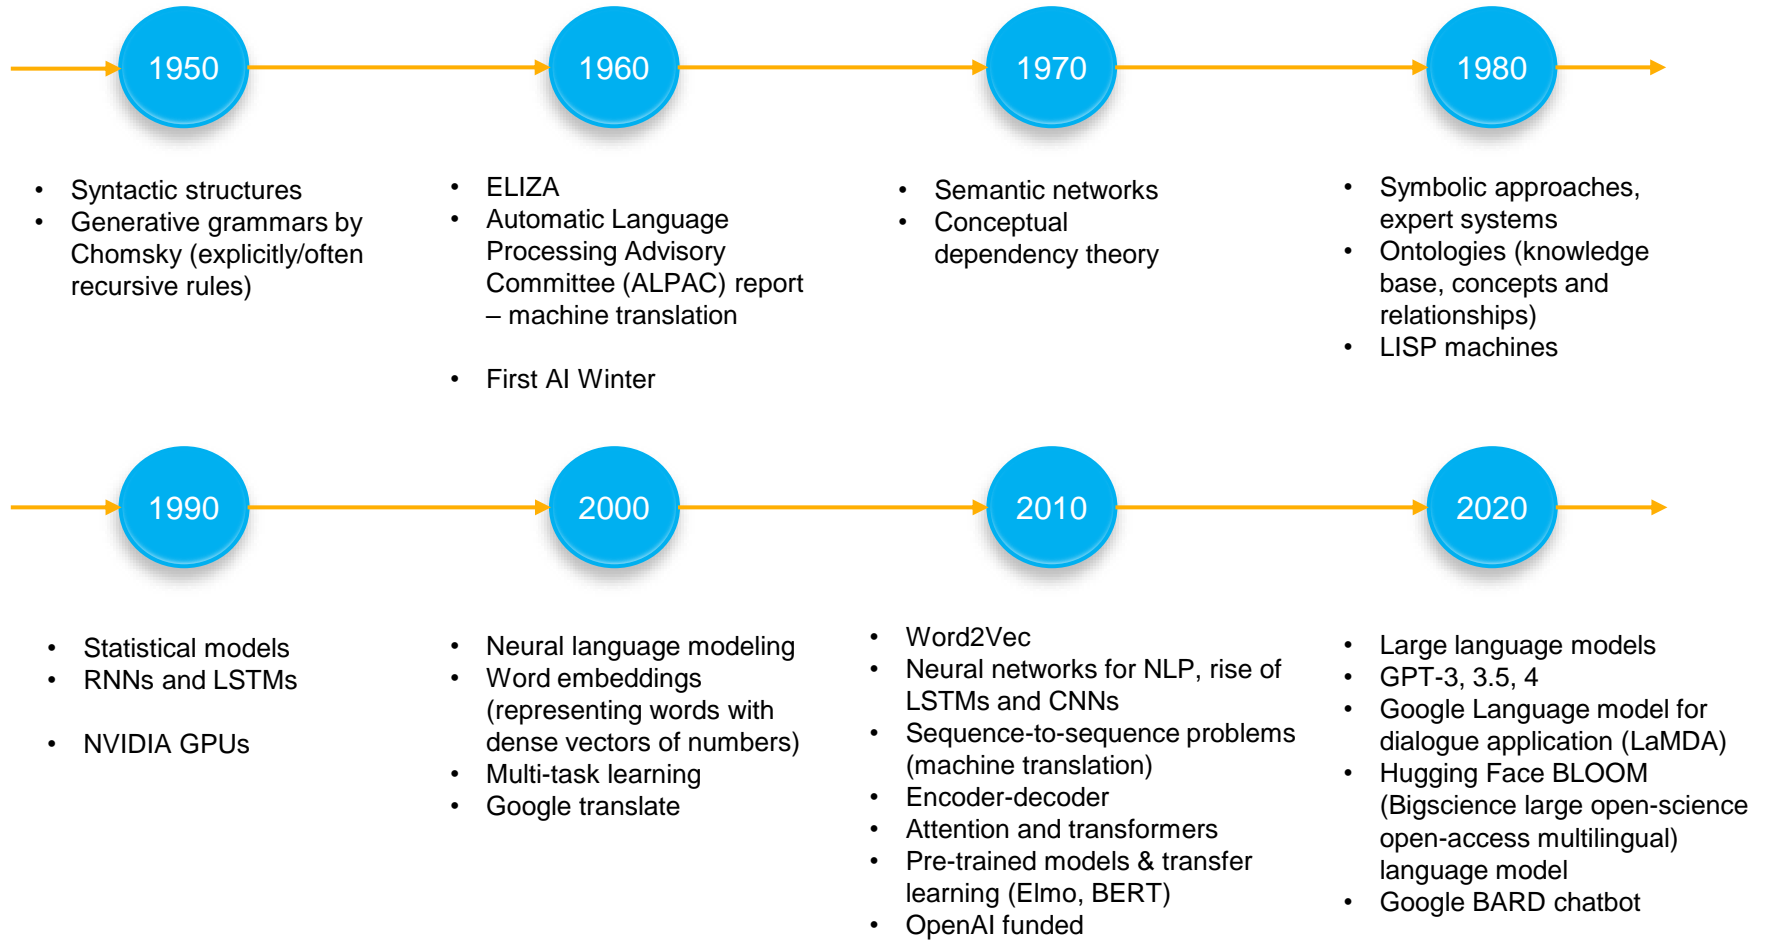 1950
1960
1970
1980
• Syntactic structures
• Generative grammars by
Chomsky (explicitly/often
recursive rules)
• ELIZA
• Automatic Language
Processing Advisory
Committee (ALPAC) report
– machine translation
• First AI Winter
• Semantic networks
• Conceptual
dependency theory
• Symbolic approaches,
expert systems
• Ontologies (knowledge
base, concepts and
relationships)
• LISP machines
1990
2000
2010
2020
• Statistical models
• RNNs and LSTMs
• NVIDIA GPUs
• Neural language modeling
• Word embeddings
(representing words with
dense vectors of numbers)
• Multi-task learning
• Google translate
• Word2Vec
• Neural networks for NLP, rise of
LSTMs and CNNs
• Sequence-to-sequence problems
(machine translation)
• Encoder-decoder
• Attention and transformers
• Pre-trained models & transfer
learning (Elmo, BERT)
• OpenAI funded
• Large language models
• GPT-3, 3.5, 4
• Google Language model for
dialogue application (LaMDA)
• Hugging Face BLOOM
(Bigscience large open-science
open-access multilingual)
language model
• Google BARD chatbot